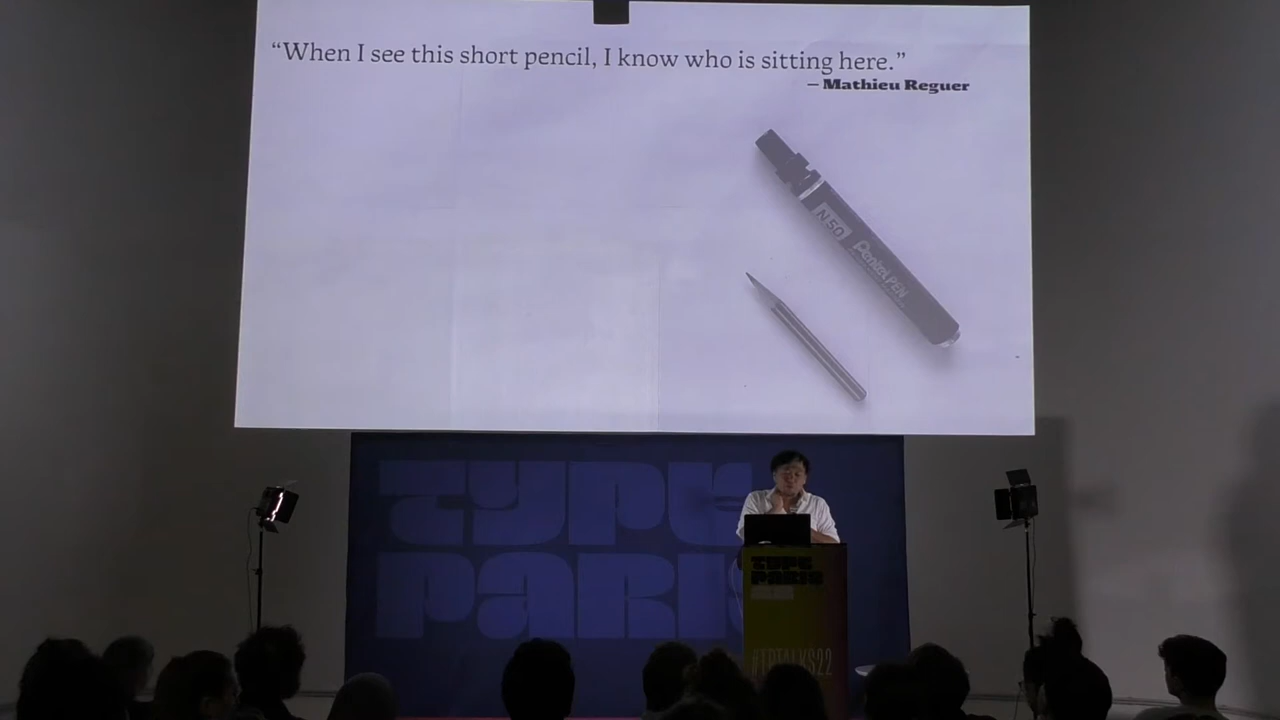 “When I see this short pencil, I know who is sitting here.”
– Mathieu Reguer
N50
Pentel PEN
TYPE
PARIS
TYPE
PARIS
#TPTALKS22